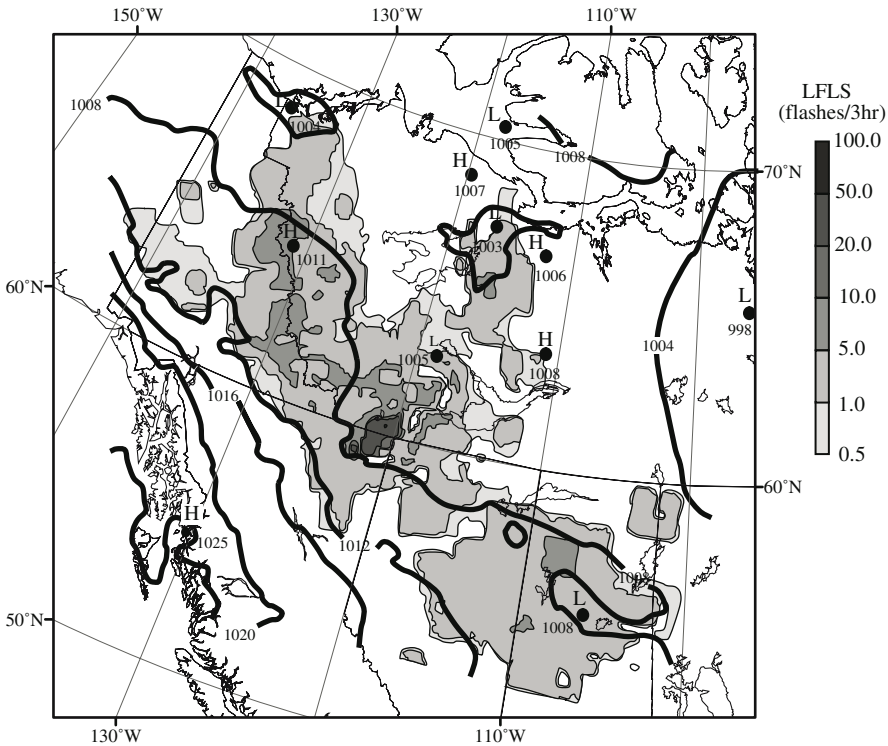 150°W
130°W
110°W
LFLS
(flashes/3hr)
100.0
50.0
20.0
10.0
5.0
1.0
0.5
1008
L
1004
L
1005
1008
H
1007
70°N
L
1003
H
1006
H
1011
60°N
L
998
1004
L
1005
H
1008
1016
60°N
H
1025
1012
1008
L
1008
1020
50°N
130°W
110°W